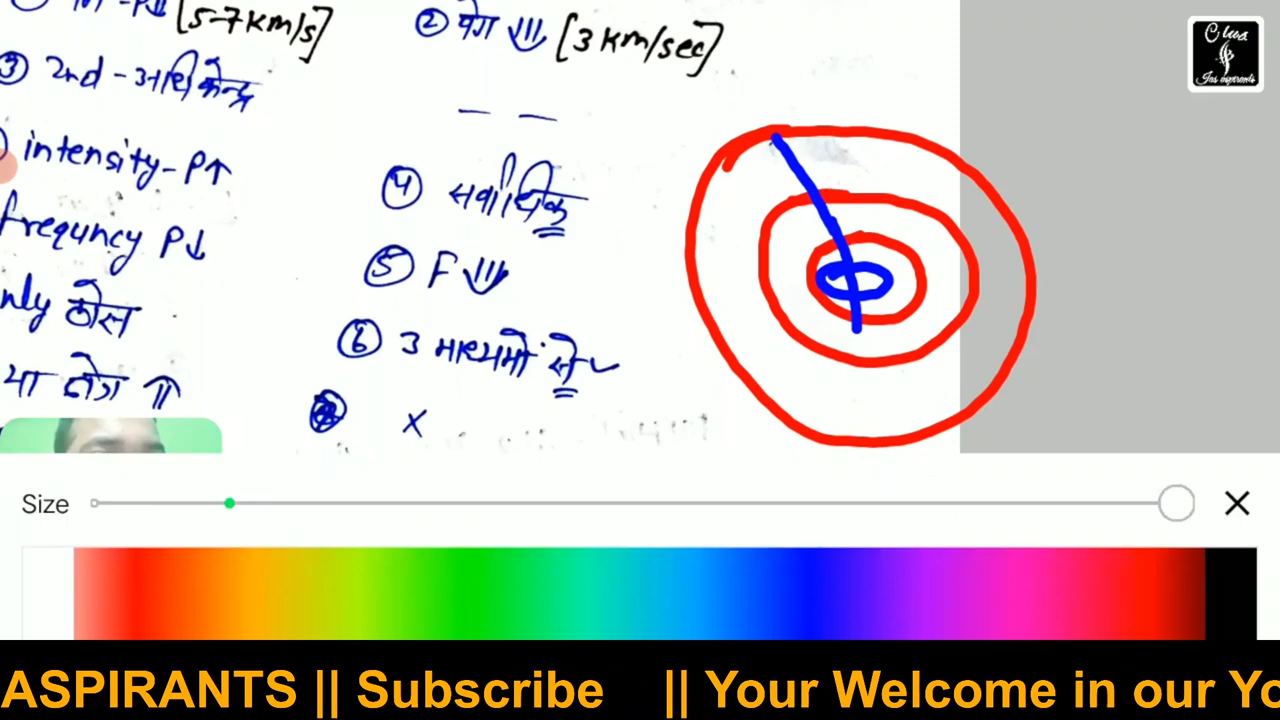 [5-7 km/s]
② वेग ↓↓↓ [3 km/sec]
③ 2nd - अधिकेन्द्र
— —
intensity - P↑
④ सर्वाधिक
frequncy P↓
⑤ F ↓↓↓
nly ठोस
⑥ 3 माध्यमों से ✓
या वेग ⇑
×
Size
ASPIRANTS || Subscribe || Your Welcome in our Yo